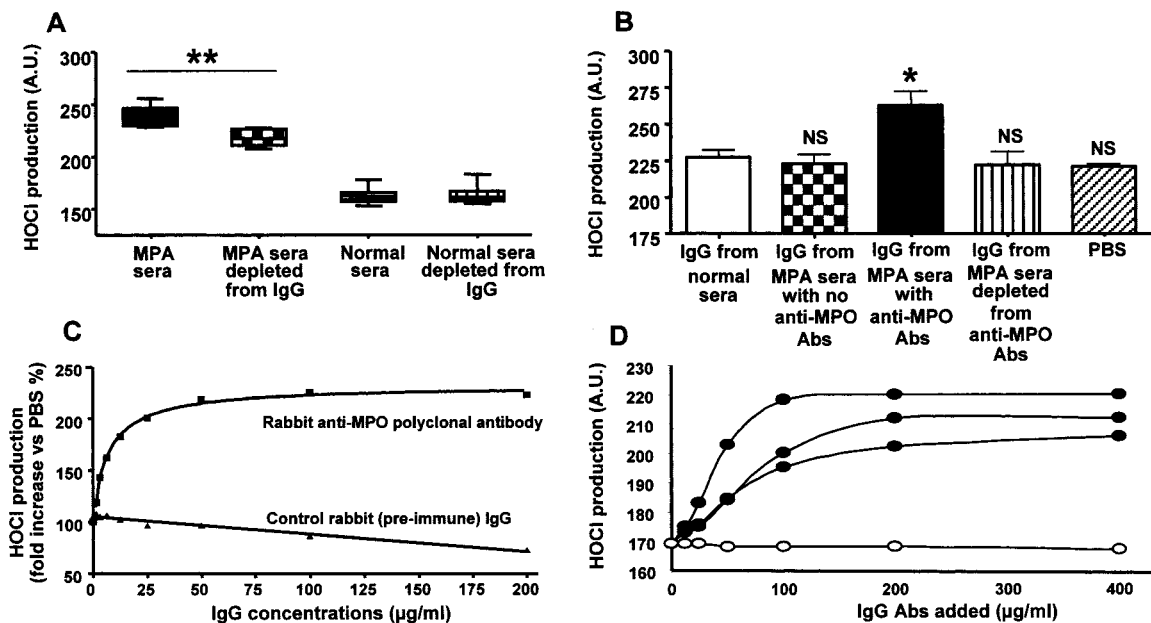 A
HOCl production (A.U.)
300
250
200
150
**
MPA
sera
MPA sera
depleted
from IgG
Normal
sera
Normal sera
depleted from
IgG
B
HOCl production (A.U.)
275
250
225
200
175
NS
*
NS
NS
IgG from
normal
sera
IgG from
MPA sera
with no
anti-MPO
Abs
IgG from
MPA sera
with
anti-MPO
Abs
IgG from
MPA sera
depleted
from
anti-MPO
Abs
PBS
C
HOCl production
(fold increase vs PBS %)
250
200
150
100
50
Rabbit anti-MPO polyclonal antibody
Control rabbit (pre-immune) IgG
0
25
50
75
100
125
150
175
200
IgG concentrations (µg/ml)
D
HOCl production (A.U.)
230
220
210
200
190
180
170
160
0
100
200
300
400
IgG Abs added (µg/ml)